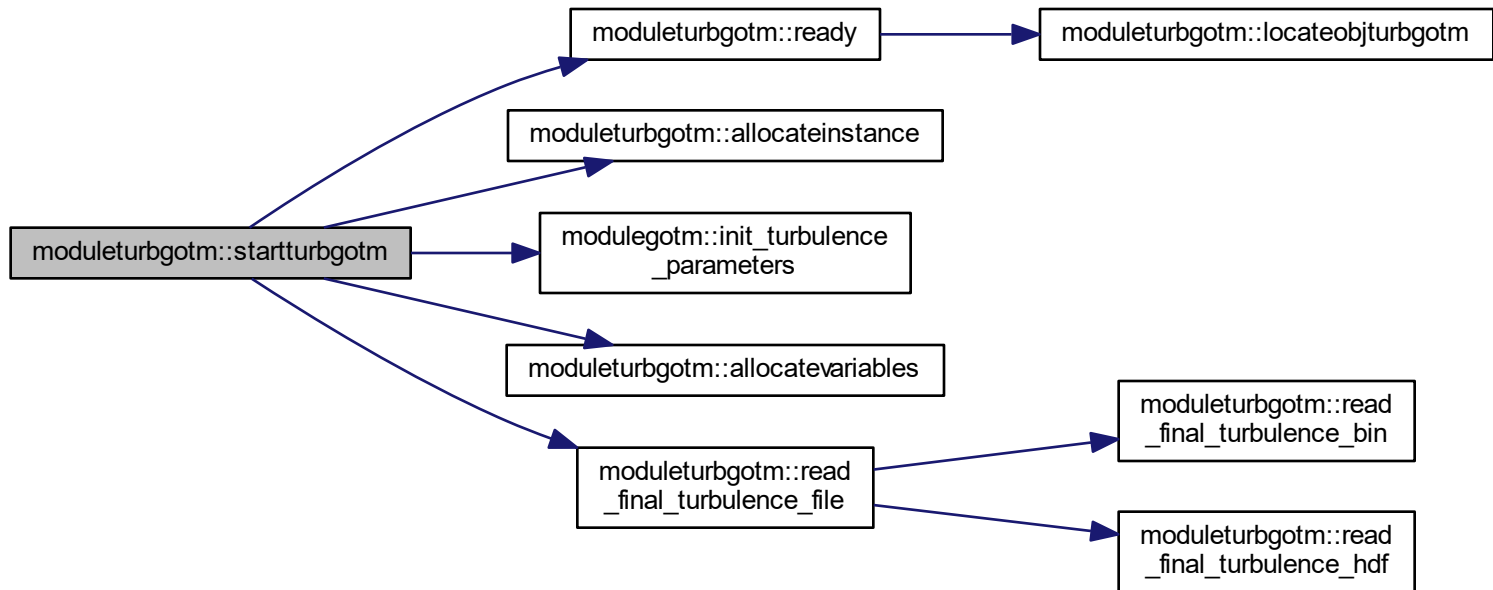 moduleturbgotm::ready
moduleturbgotm::locateobjturbgotm
moduleturbgotm::allocateinstance
moduleturbgotm::startturbgotm
modulegotm::init_turbulence
_parameters
moduleturbgotm::allocatevariables
moduleturbgotm::read
_final_turbulence_file
moduleturbgotm::read
_final_turbulence_bin
moduleturbgotm::read
_final_turbulence_hdf